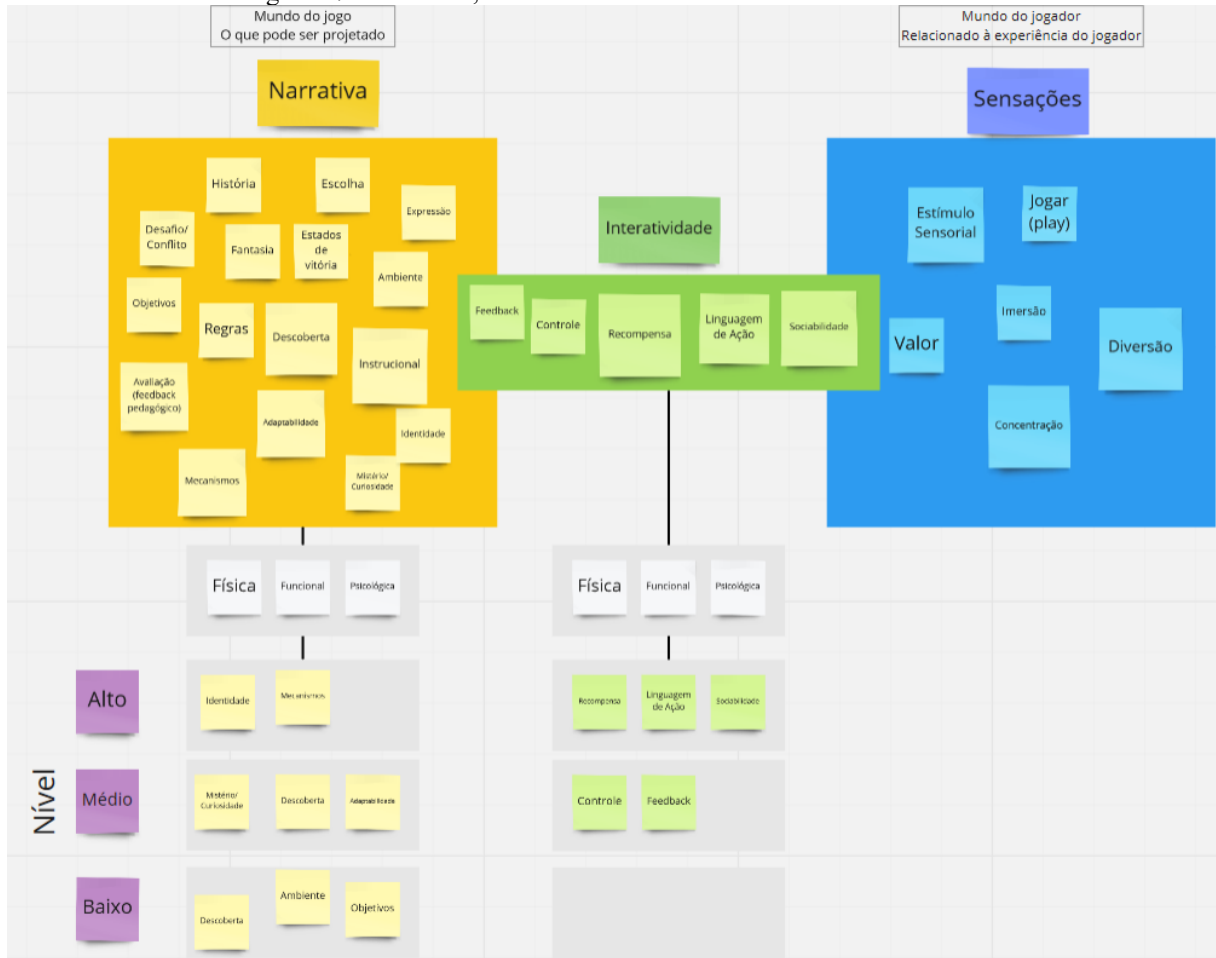 Mundo do jogo
O que pode ser projetado
Mundo do jogador
Relacionado à experiência do jogador
Narrativa
Sensações
História
Escolha
Expressão
Desafio/
Conflito
Fantasia
Estados
de
vitória
Ambiente
Objetivos
Regras
Descoberta
Instrucional
Avaliação
(feedback
pedagógico)
Adaptabilidade
Identidade
Mecanismos
Mistério/
Curiosidade
Interatividade
Feedback
Controle
Recompensa
Linguagem
de Ação
Sociabilidade
Estímulo
Sensorial
Jogar
(play)
Imersão
Valor
Diversão
Concentração
Física
Funcional
Psicológica
Física
Funcional
Psicológica
Nível
Alto
Identidade
Mecanismos
Recompensa
Linguagem
de Ação
Sociabilidade
Médio
Mistério/
Curiosidade
Descoberta
Adaptabilidade
Controle
Feedback
Baixo
Descoberta
Ambiente
Objetivos